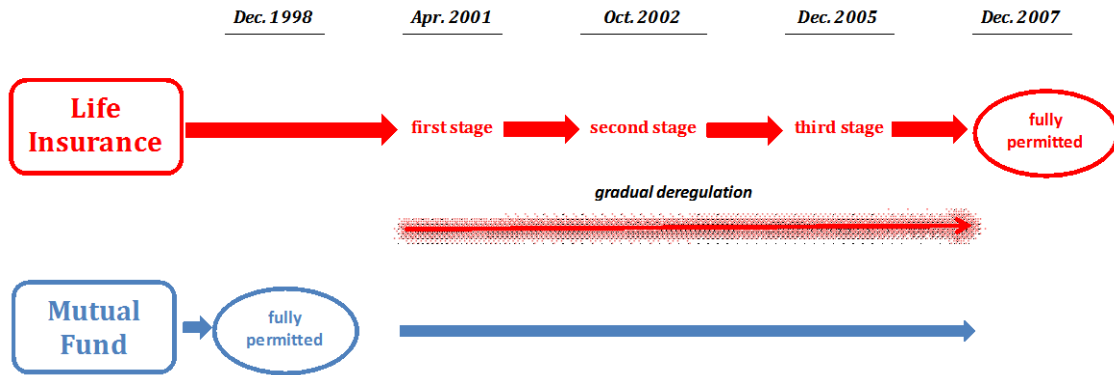 Dec. 1998 Apr. 2001 Oct. 2002 Dec. 2005 Dec. 2007
Life
Insurance
first stage second stage third stage
fully
permitted
gradual deregulation
Mutual
Fund
fully
permitted